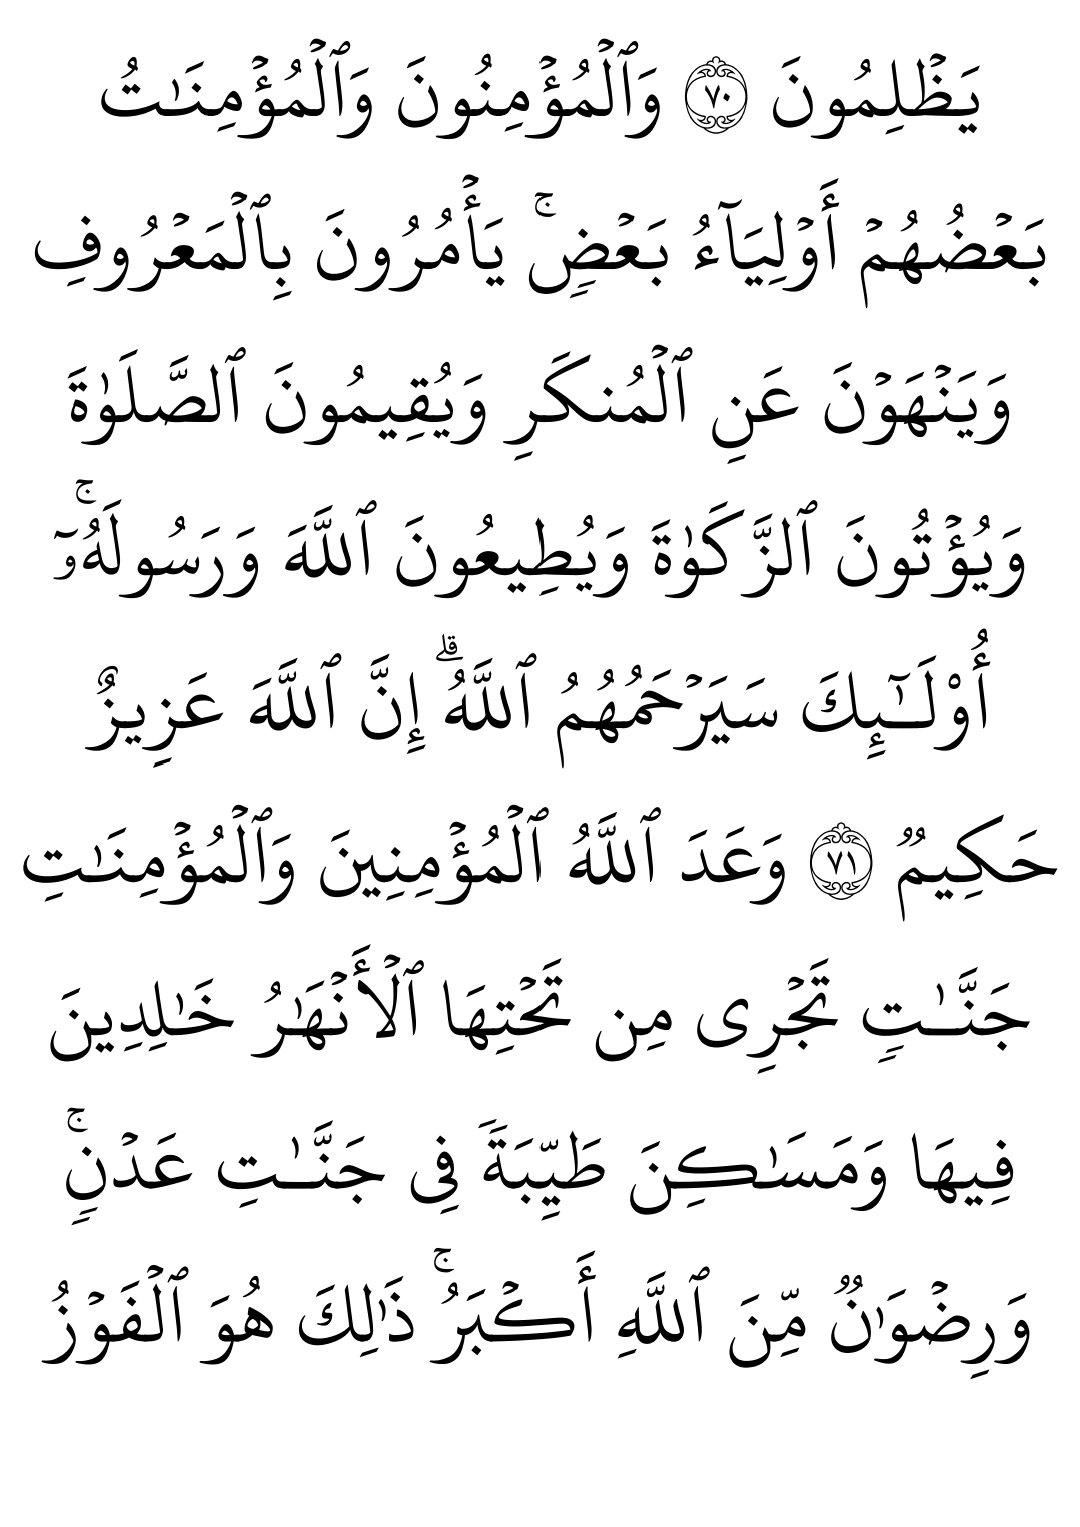 يَظۡلِمُونَ ٧٠ وَٱلۡمُؤۡمِنُونَ وَٱلۡمُؤۡمِنَٰتُ
بَعۡضُهُمۡ أَوۡلِيَآءُ بَعۡضٖۚ يَأۡمُرُونَ بِٱلۡمَعۡرُوفِ
وَيَنۡهَوۡنَ عَنِ ٱلۡمُنكَرِ وَيُقِيمُونَ ٱلصَّلَوٰةَ
وَيُؤۡتُونَ ٱلزَّكَوٰةَ وَيُطِيعُونَ ٱللَّهَ وَرَسُولَهُۥٓۚ
أُوْلَٰٓئِكَ سَيَرۡحَمُهُمُ ٱللَّهُۗ إِنَّ ٱللَّهَ عَزِيزٌ
حَكِيمٞ ٧١ وَعَدَ ٱللَّهُ ٱلۡمُؤۡمِنِينَ وَٱلۡمُؤۡمِنَٰتِ
جَنَّٰتٖ تَجۡرِي مِن تَحۡتِهَا ٱلۡأَنۡهَٰرُ خَٰلِدِينَ
فِيهَا وَمَسَٰكِنَ طَيِّبَةٗ فِي جَنَّٰتِ عَدۡنٖۚ
وَرِضۡوَٰنٞ مِّنَ ٱللَّهِ أَكۡبَرُۚ ذَٰلِكَ هُوَ ٱلۡفَوۡزُ